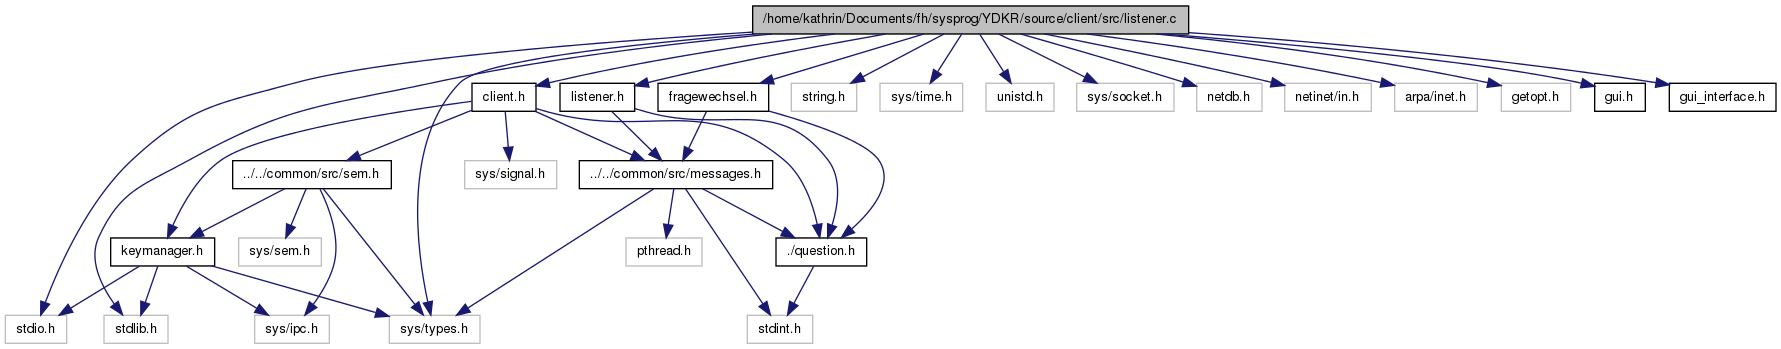 /home/kathrin/Documents/fh/sysprog/YDKR/source/client/src/listener.c
client.h
listener.h
fragewechsel.h
string.h
sys/time.h
unistd.h
sys/socket.h
netdb.h
netinet/in.h
arpa/inet.h
getopt.h
gui.h
gui_interface.h
../../common/src/sem.h
sys/signal.h
../../common/src/messages.h
keymanager.h
sys/sem.h
pthread.h
./question.h
stdio.h
stdlib.h
sys/ipc.h
sys/types.h
stdint.h